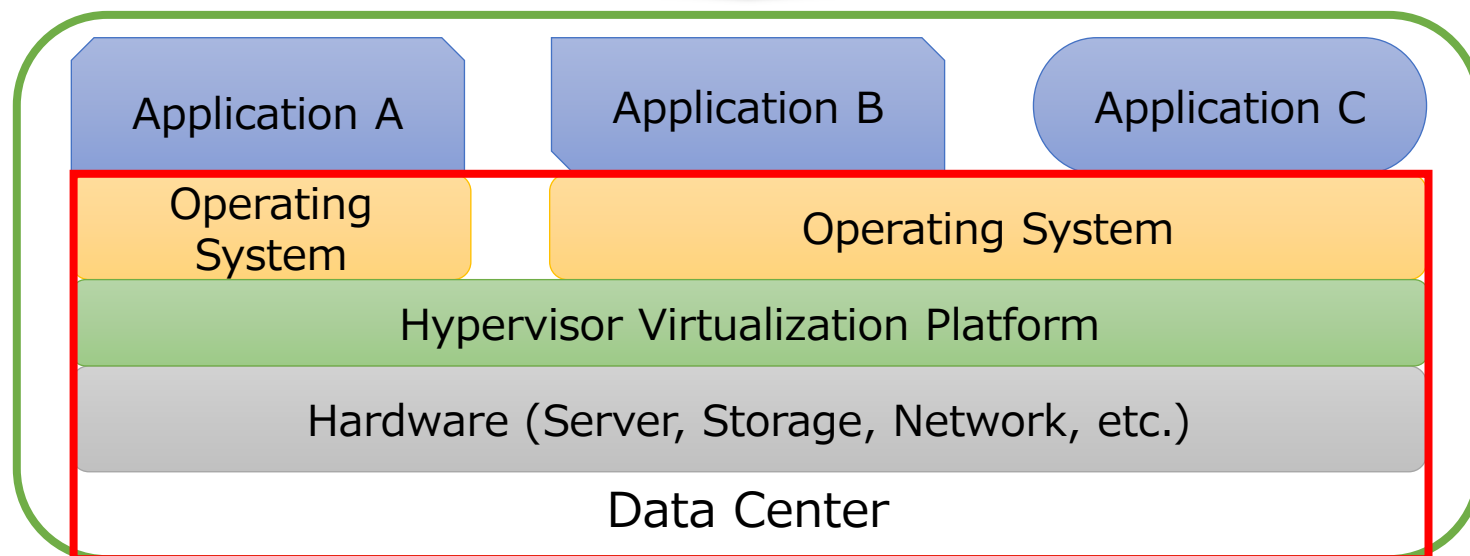 Application A
Application B
Application C
Operating
System
Operating System
Hypervisor Virtualization Platform
Hardware (Server, Storage, Network, etc.)
Data Center